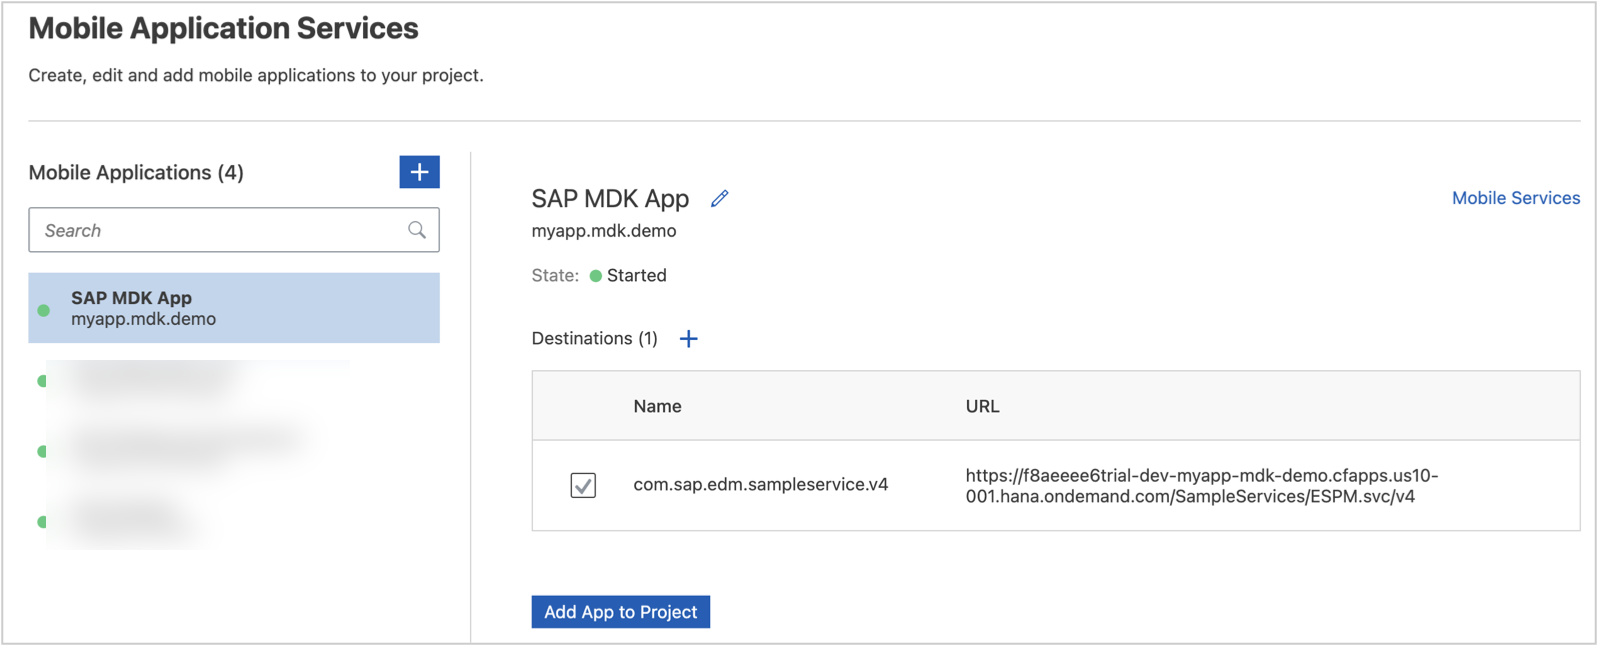 Mobile Application Services
Create, edit and add mobile applications to your project.
Mobile Applications (4)
Search
SAP MDK App
myapp.mdk.demo
SAP MDK App
Mobile Services
myapp.mdk.demo
State: Started
Destinations (1)
Name URL
com.sap.edm.sampleservice.v4
https://f8aeeee6trial-dev-myapp-mdk-demo.cfapps.us10-
001.hana.ondemand.com/SampleServices/ESPM.svc/v4
Add App to Project